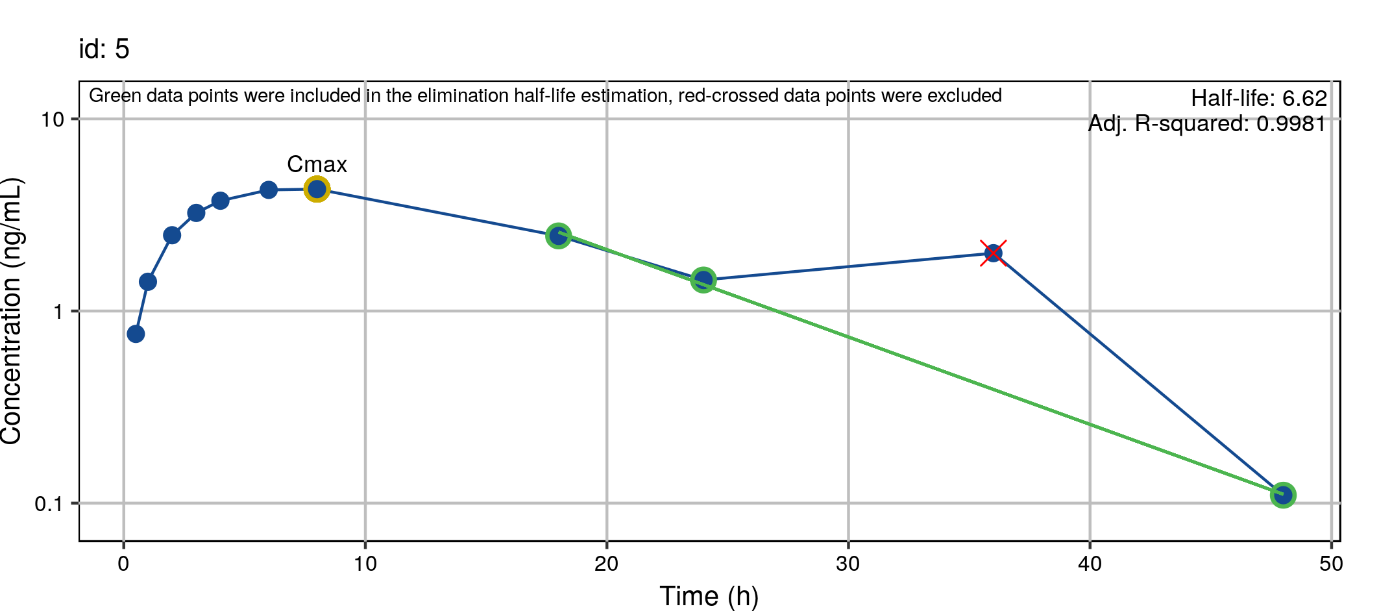 id: 5
Green data points were included in the elimination half-life estimation, red-crossed data points were excluded
Half-life: 6.62
Adj. R-squared: 0.9981
Cmax
Concentration (ng/mL)
10
1
0.1
0
10
20
30
40
50
Time (h)